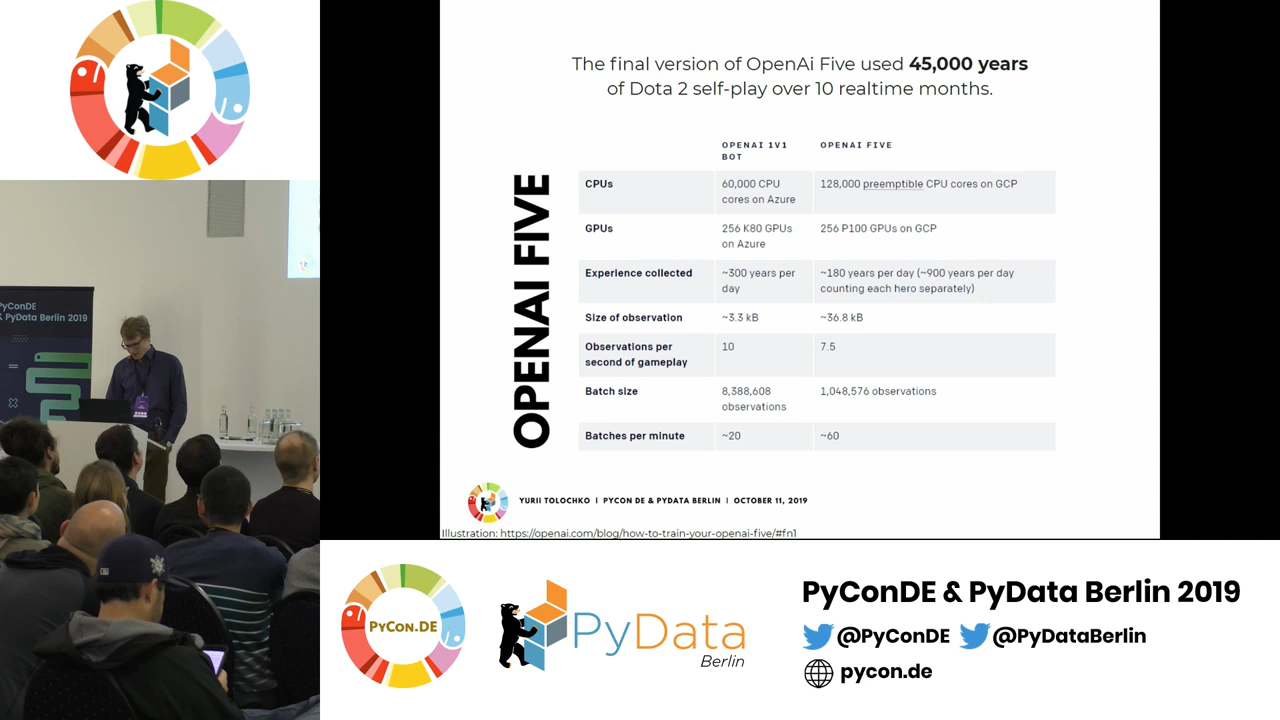 The final version of OpenAi Five used 45,000 years
of Dota 2 self-play over 10 realtime months.
OPENAI FIVE
OPENAI 1V1
BOT
OPENAI FIVE
CPUs
60,000 CPU
cores on Azure
128,000 preemptible CPU cores on GCP
GPUs
256 K80 GPUs
on Azure
256 P100 GPUs on GCP
Experience collected
~300 years per
day
~180 years per day (~900 years per day
counting each hero separately)
Size of observation
~3.3 kB
~36.8 kB
Observations per
second of gameplay
10
7.5
Batch size
8,388,608
observations
1,048,576 observations
Batches per minute
~20
~60
YURII TOLOCHKO | PYCON DE & PYDATA BERLIN | OCTOBER 11, 2019
Illustration: https://openai.com/blog/how-to-train-your-openai-five/#fn1
PyConDE
& PyData Berlin 2019
PYCON.DE
PyData
Berlin
PyConDE & PyData Berlin 2019
@PyConDE @PyDataBerlin
pycon.de